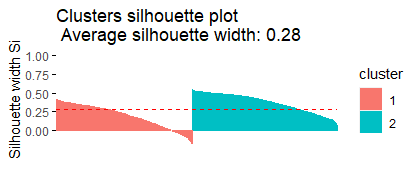 Clusters silhouette plot
Average silhouette width: 0.28
Silhouette width Si
1.00
0.75
0.50
0.25
0.00
cluster
1
2